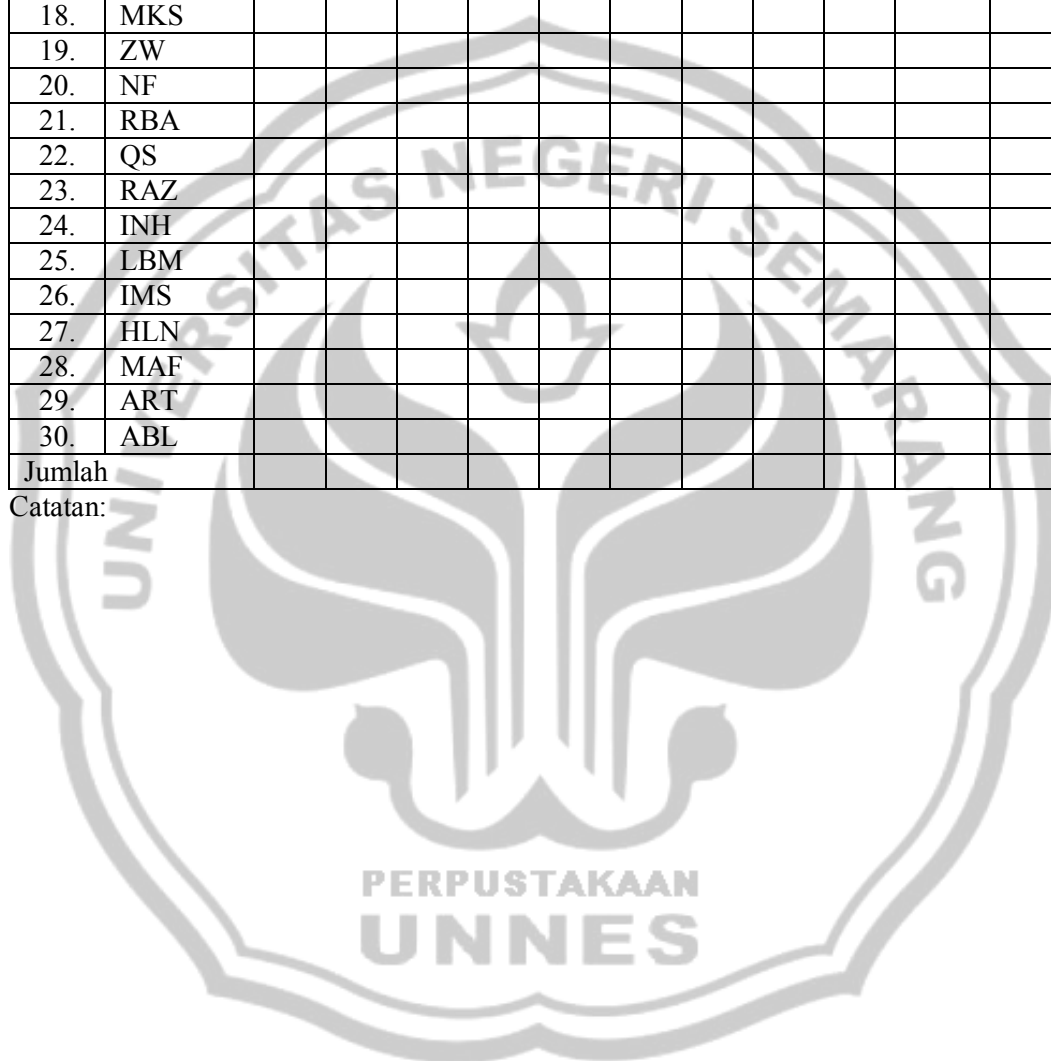 18. MKS
19. ZW
20. NF
21. RBA
22. QS
23. RAZ
24. INH
25. LBM
26. IMS
27. HLN
28. MAF
29. ART
30. ABL
Jumlah
Catatan:
UNIVERSITAS NEGERI SEMARANG
PERPUSTAKAAN
UNNES